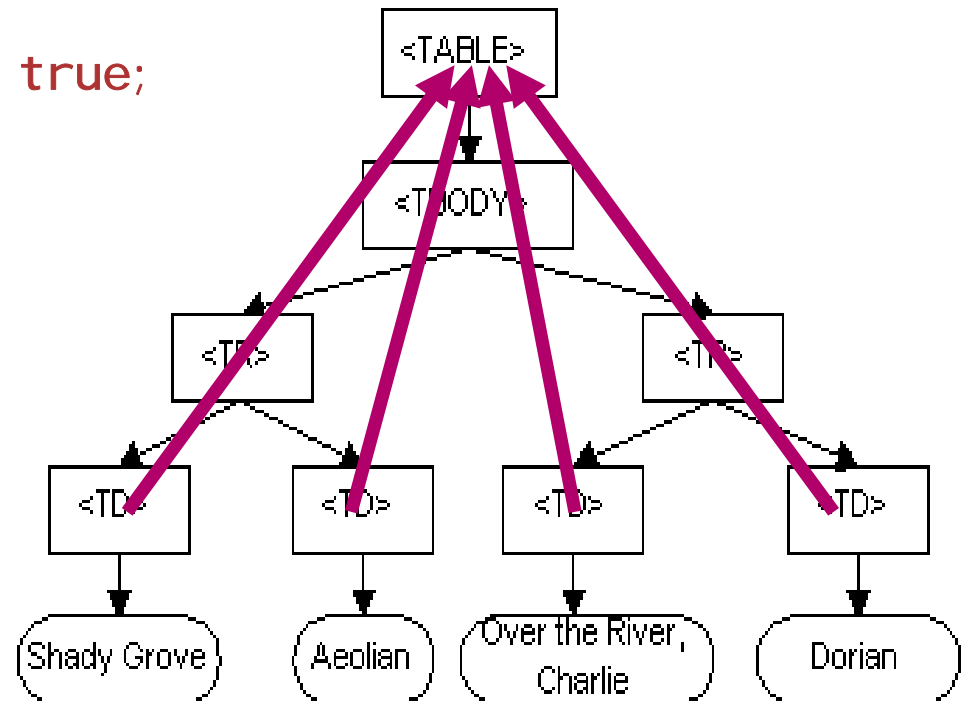 <TABLE>
true;
<TBODY>
<TR>
<TR>
<TD>
<TD>
<TD>
<TD>
Shady Grove
Aeolian
Over the River,
Charlie
Dorian